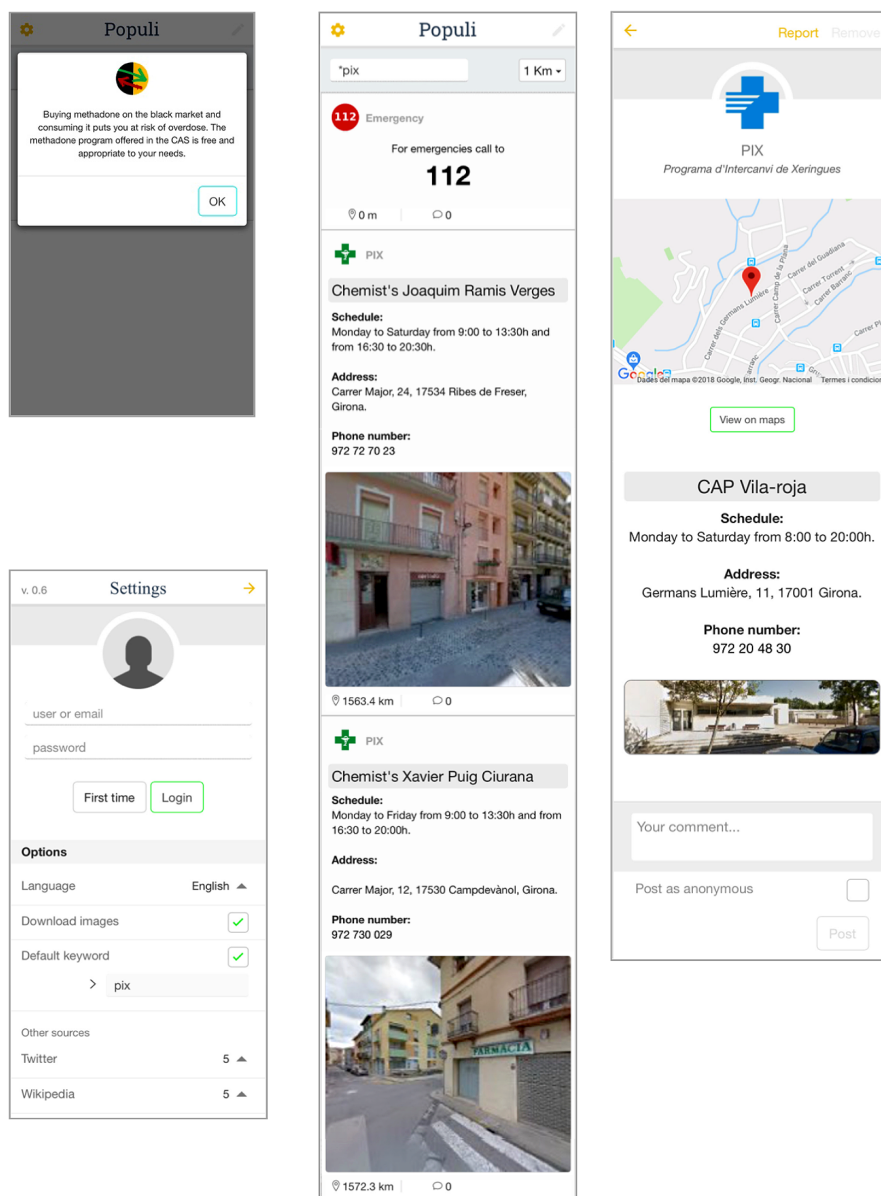 Populi
Buying methadone on the black market and
consuming it puts you at risk of overdose. The
methadone program offered in the CAS is free and
appropriate to your needs.
OK
v. 0.6 Settings
user or email
password
First time Login
Options
Language English
Download images
Default keyword
> pix
Other sources
Twitter 5
Wikipedia 5
Populi
*pix 1 Km
112 Emergency
For emergencies call to
112
0 m 0
PIX
Chemist's Joaquim Ramis Verges
Schedule:
Monday to Saturday from 9:00 to 13:30h and
from 16:30 to 20:30h.
Address:
Carrer Major, 24, 17534 Ribes de Freser,
Girona.
Phone number:
972 72 70 23
1563.4 km 0
PIX
Chemist's Xavier Puig Ciurana
Schedule:
Monday to Friday from 9:00 to 13:30h and from
16:30 to 20:00h.
Address:
Carrer Major, 12, 17530 Campdevànol, Girona.
Phone number:
972 730 029
FARMACIA
1572.3 km 0
Report Remove
PIX
Programa d'Intercanvi de Xeringues
Carrer del Guadiana
Carrer Torrent
Carrer Barranc
Carrer Camp de la Plana
Carrer dels Germans Lumière
Google
Dades del mapa ©2018 Google, Inst. Geogr. Nacional Termes i condicion
View on maps
CAP Vila-roja
Schedule:
Monday to Saturday from 8:00 to 20:00h.
Address:
Germans Lumière, 11, 17001 Girona.
Phone number:
972 20 48 30
Your comment...
Post as anonymous
Post